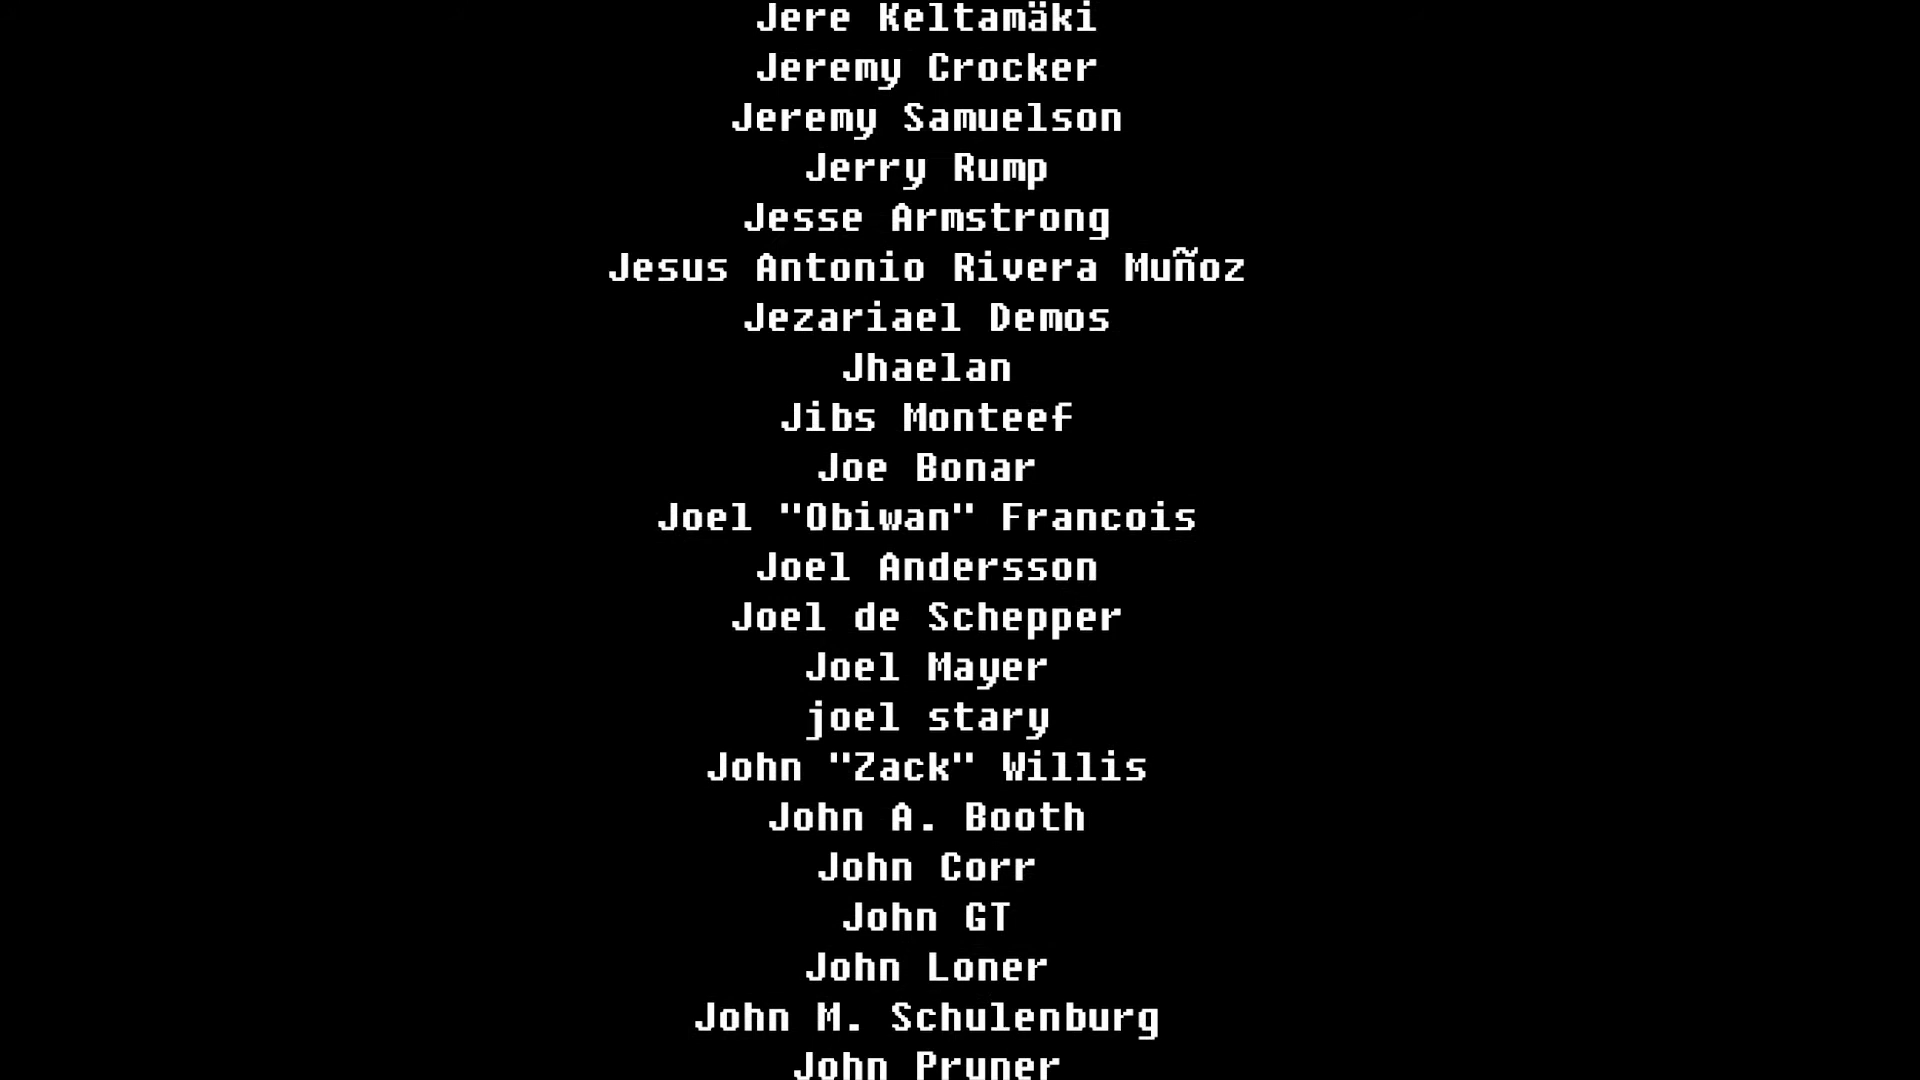 Jere Keltamäki
Jeremy Crocker
Jeremy Samuelson
Jerry Rump
Jesse Armstrong
Jesus Antonio Rivera Muñoz
Jezariael Demos
Jhaelan
Jibs Monteef
Joe Bonar
Joel "Obiwan" Francois
Joel Andersson
Joel de Schepper
Joel Mayer
joel stary
John "Zack" Willis
John A. Booth
John Corr
John GT
John Loner
John M. Schulenburg
John Pruner